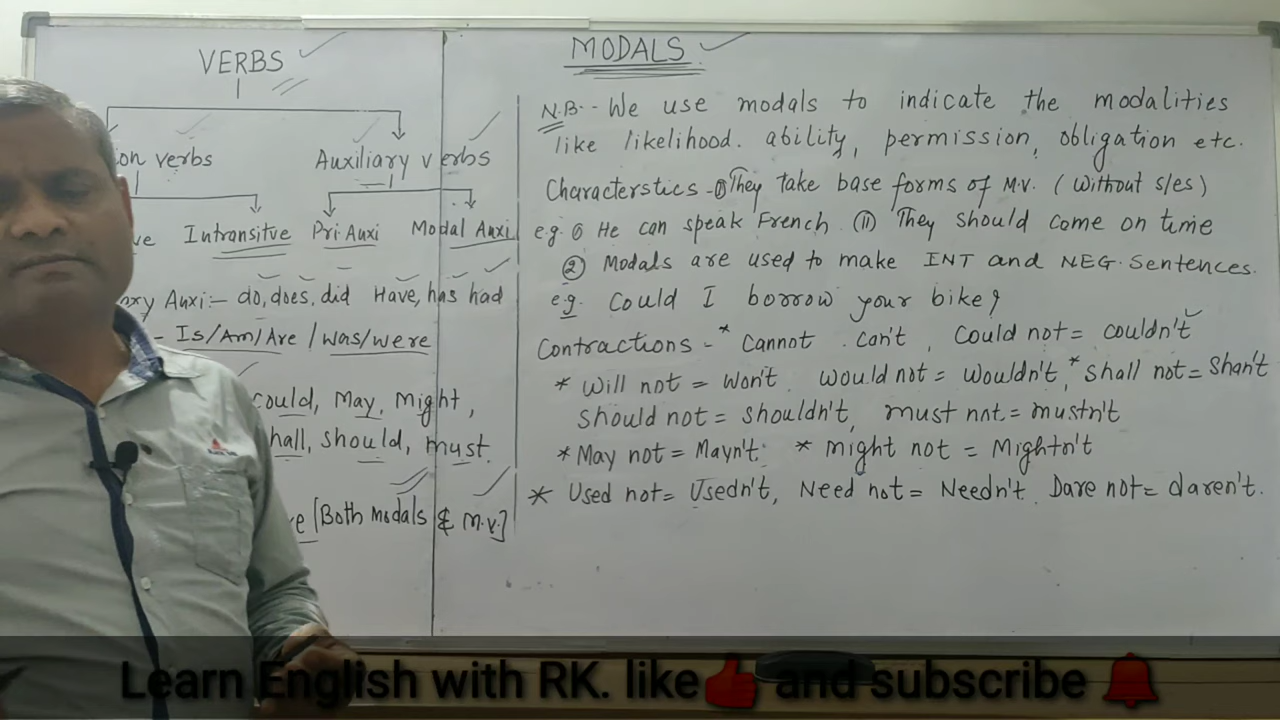 VERBS
ion verbs Auxiliary verbs
ve Intransitve Pri Auxi Modal Auxi
ary Auxi:- do, does, did Have, has had
- Is/Am/Are / was/were
could, May, Might,
hall, should, must.
re [Both modals & M.V.]
MODALS
N.B:- We use modals to indicate the modalities
like likelihood. ability, permission, obligation etc.
Characterstics - ① They take base forms of M.V. (Without s/es)
e.g. ① He can speak French. (II) They should come on time
② Modals are used to make INT and NEG. Sentences.
e.g. Could I borrow your bike?
Contractions - * Cannot . can't, Could not = couldn't
* Will not = Won't. Would not = Wouldn't, * Shall not = Shan't
Should not = shouldn't, must not = mustn't
* May not = Mayn't. * might not = Mightn't
* Used not = Usedn't, Need not = Needn't. Dare not = daren't.
Learn English with RK. like👍 and subscribe 🔔